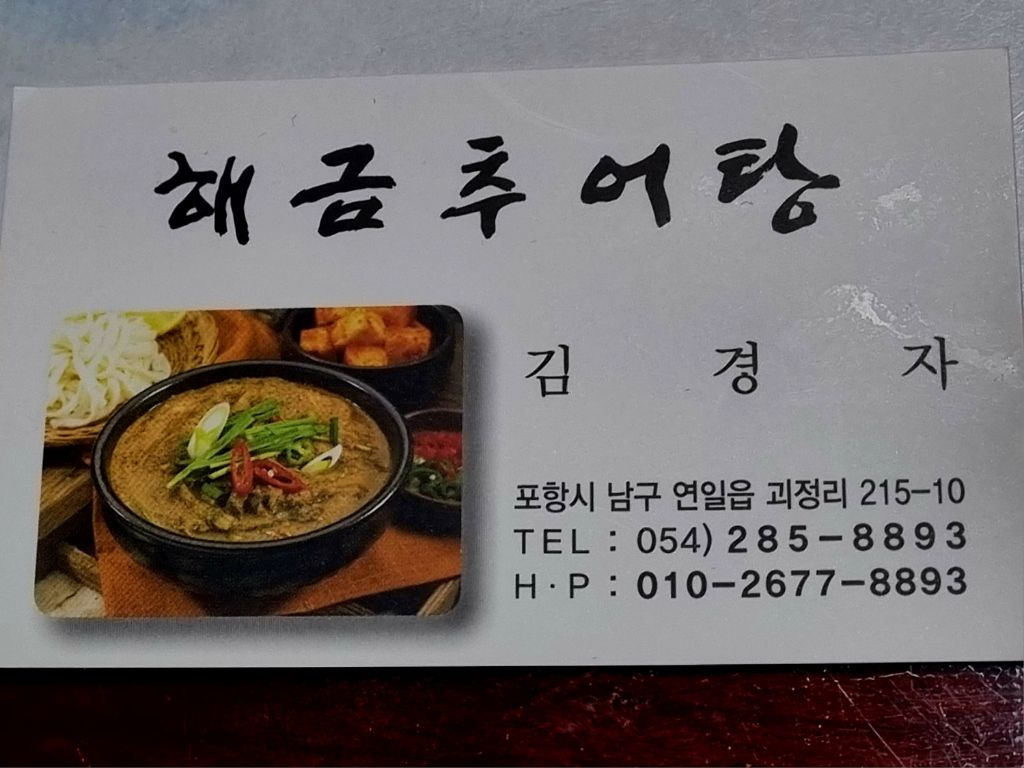 해금추어탕
김 경 자
포항시 남구 연일읍 괴정리 215-10
TEL : 054) 285-8893
H·P : 010-2677-8893